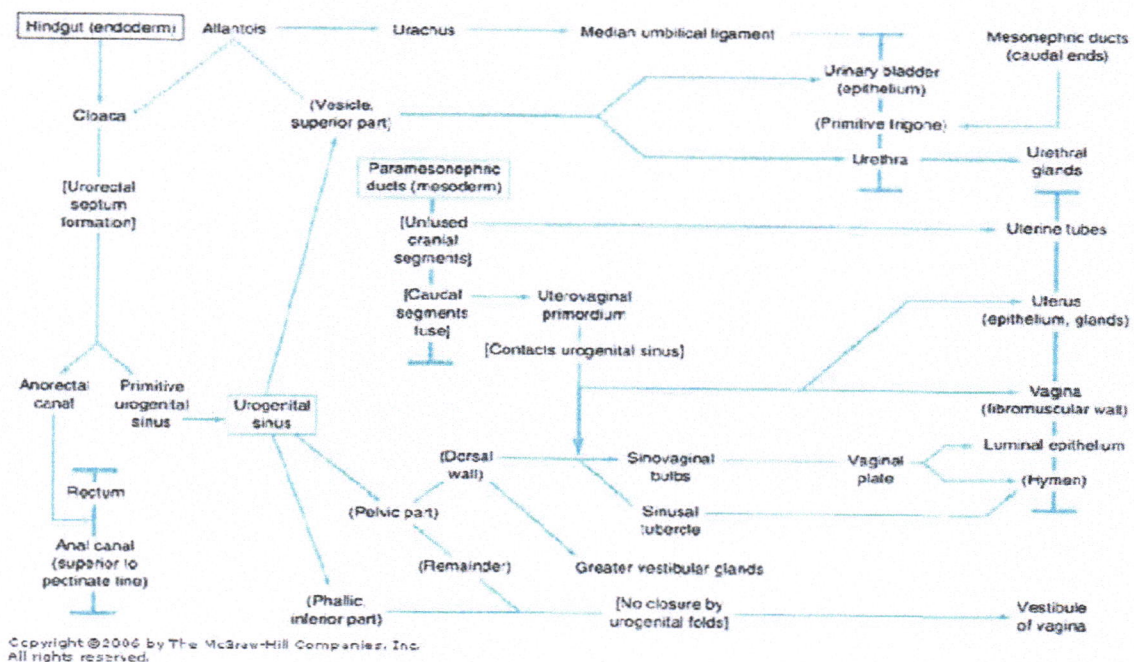 Hindgut (endoderm)
Allantois
Urachus
Median umbilical ligament
Mesonephric ducts
(caudal ends)
Urinary bladder
(epithelium)
Cloaca
(Vesicle,
superior part)
(Primitive trigone)
Urethra
Urethral
glands
Paramesonephric
ducts (mesoderm)
[Urorectal
septum
formation]
[Unfused
cranial
segments]
Uterine tubes
[Caudal
segments
fuse]
Uterovaginal
primordium
Uterus
(epithelium, glands)
[Contacts urogenital sinus]
Anorectal
canal
Primitive
urogenital
sinus
Urogenital
sinus
Vagina
(fibromuscular wall)
(Dorsal
wall)
Sinovaginal
bulbs
Vaginal
plate
Luminal epithelium
(Hymen)
Rectum
(Pelvic part)
Sinusal
tubercle
Anal canal
(superior to
pectinate line)
(Remainder)
Greater vestibular glands
(Phallic,
inferior part)
[No closure by
urogenital folds]
Vestibule
of vagina
Copyright ©2006 by The McGraw-Hill Companies, Inc.
All rights reserved.